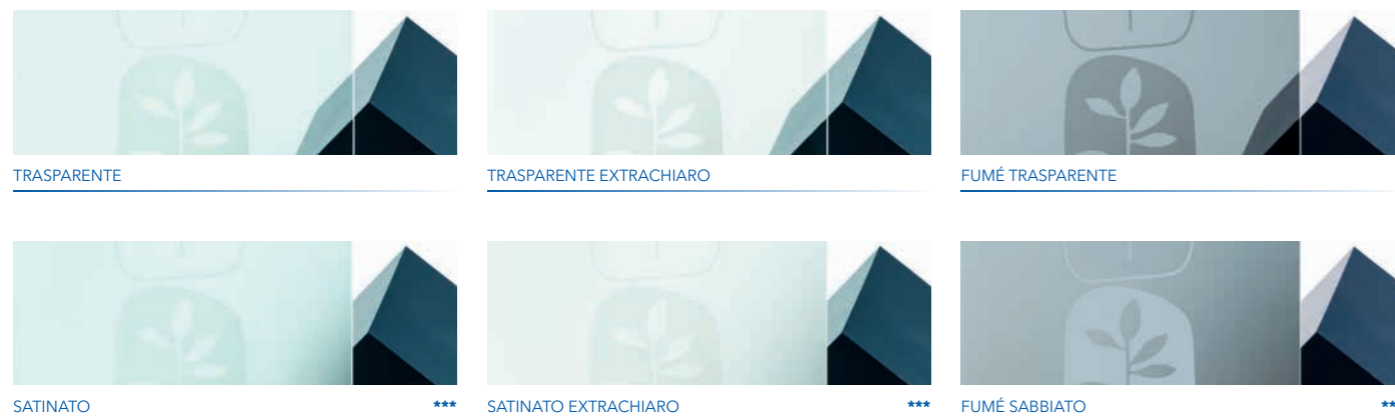 TRASPARENTE
TRASPARENTE EXTRACHIARO
FUMÉ TRASPARENTE
SATINATO ***
SATINATO EXTRACHIARO ***
FUMÉ SABBIATO **